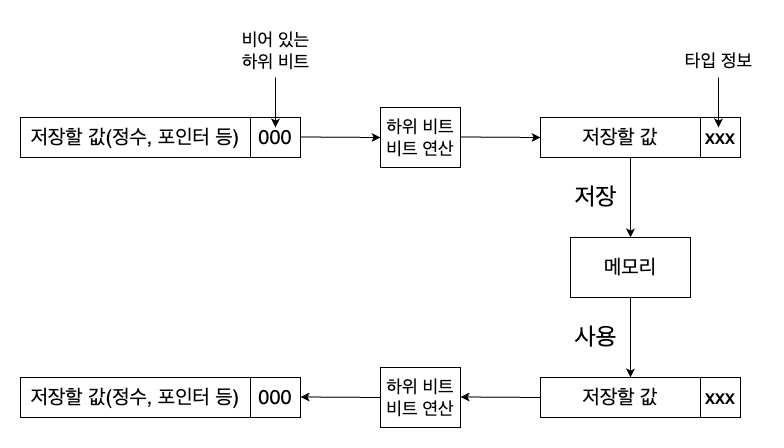 비어 있는
하위 비트
타입 정보
저장할 값(정수, 포인터 등)
000
하위 비트
비트 연산
저장할 값
xxx
저장
메모리
사용
저장할 값(정수, 포인터 등)
000
하위 비트
비트 연산
저장할 값
xxx